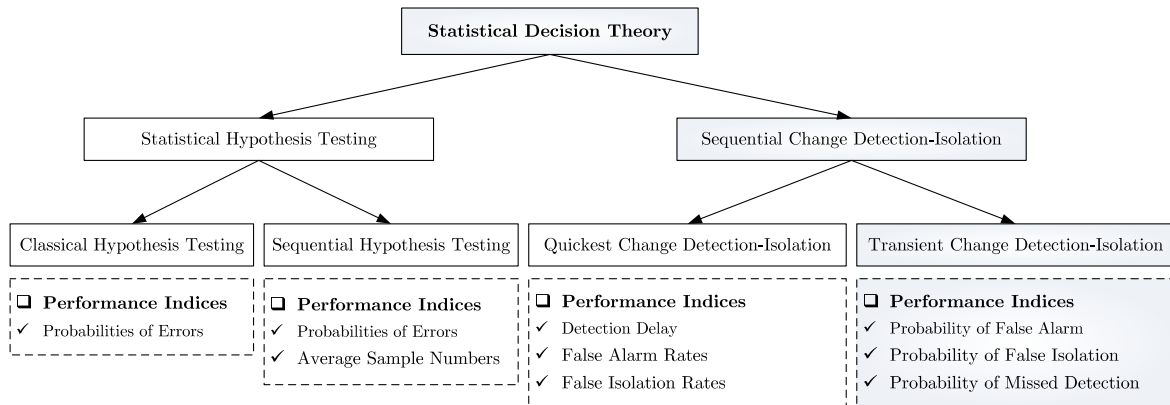 Statistical Decision Theory
Statistical Hypothesis Testing
Sequential Change Detection-Isolation
Classical Hypothesis Testing
Sequential Hypothesis Testing
Quickest Change Detection-Isolation
Transient Change Detection-Isolation
❑ Performance Indices
✓ Probabilities of Errors
❑ Performance Indices
✓ Probabilities of Errors
✓ Average Sample Numbers
❑ Performance Indices
✓ Detection Delay
✓ False Alarm Rates
✓ False Isolation Rates
❑ Performance Indices
✓ Probability of False Alarm
✓ Probability of False Isolation
✓ Probability of Missed Detection